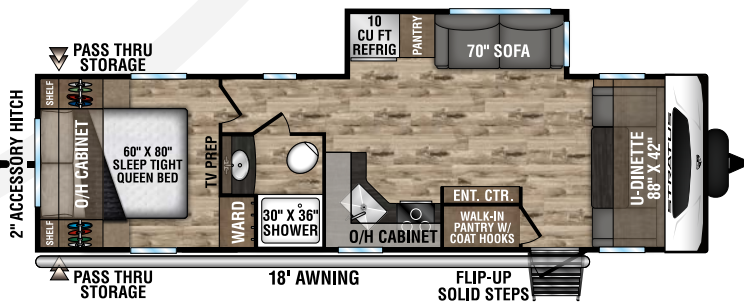 10
CU FT
REFRIG
PANTRY
70" SOFA
PASS THRU
STORAGE
SHELF
2" ACCESSORY HITCH
O/H CABINET
60" X 80"
SLEEP TIGHT
QUEEN BED
TV PREP
U-DINETTE
88" X 42"
STRATUS
SHELF
WARD
30" X 36"
SHOWER
O/H CABINET
ENT. CTR.
WALK-IN
PANTRY W/
COAT HOOKS
PASS THRU
STORAGE
18' AWNING
FLIP-UP
SOLID STEPS